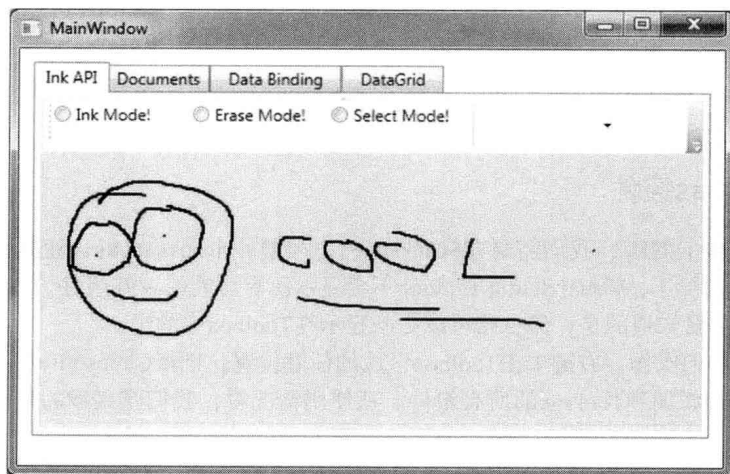 MainWindow
Ink API Documents Data Binding DataGrid
Ink Mode! Erase Mode! Select Mode!
COOL